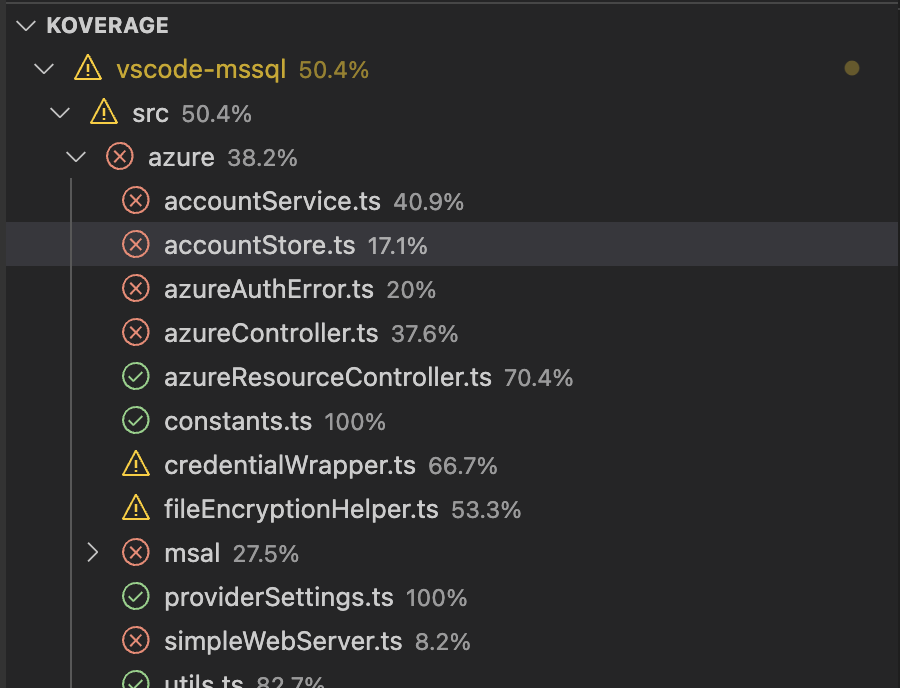 KOVERAGE
vscode-mssql 50.4%
src 50.4%
azure 38.2%
accountService.ts 40.9%
accountStore.ts 17.1%
azureAuthError.ts 20%
azureController.ts 37.6%
azureResourceController.ts 70.4%
constants.ts 100%
credentialWrapper.ts 66.7%
fileEncryptionHelper.ts 53.3%
msal 27.5%
providerSettings.ts 100%
simpleWebServer.ts 8.2%
utils.ts 82.7%